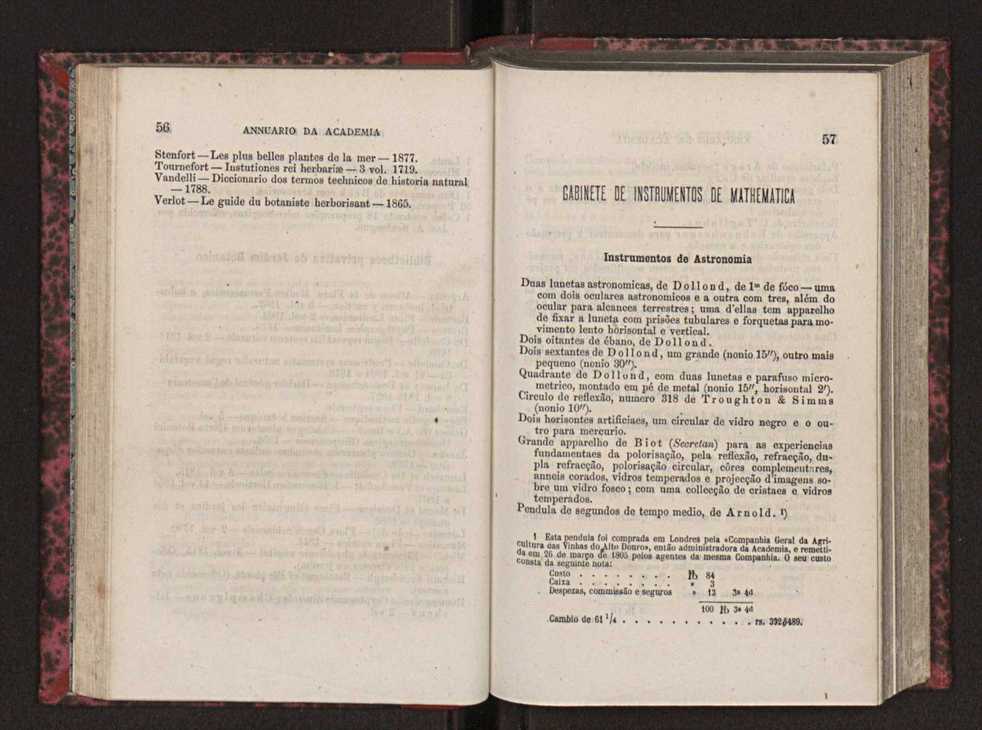 56
ANNUARIO DA ACADEMIA
Stenfort — Les plus belles plantes de la mer — 1877.
Tournefort — Instutiones rei herbariæ — 3 vol. 1719.
Vandelli — Diccionario dos termos technicos de historia natural
— 1788.
Verlot — Le guide du botaniste herborisant — 1865.
57
GABINETE DE INSTRUMENTOS DE MATHEMATICA
Instrumentos de Astronomia
Duas lunetas astronomicas, de Dollond, de 1m de fóco — uma
com dois oculares astronomicos e a outra com tres, além do
ocular para alcances terrestres; uma d'ellas tem apparelho
de fixar a luneta com prisões tubulares e forquetas para mo-
vimento lento horisontal e vertical.
Dois oitantes de ébano, de Dollond.
Dois sextantes de Dollond, um grande (nonio 15″), outro mais
pequeno (nonio 30″).
Quadrante de Dollond, com duas lunetas e parafuso micro-
metrico, montado em pé de metal (nonio 15″, horisontal 2′).
Circulo de reflexão, numero 318 de Troughton & Simms
(nonio 10″).
Dois horisontes artificiaes, um circular de vidro negro e o ou-
tro para mercurio.
Grande apparelho de Biot (Secretan) para as experiencias
fundamentaes da polorisação, pela reflexão, refracção, du-
pla refracção, polorisação circular, côres complementares,
anneis corados, vidros temperados e projecção d'imagens so-
bre um vidro fosco; com uma collecção de cristaes e vidros
temperados.
Pendula de segundos de tempo medio, de Arnold. 1)
1 Esta pendula foi comprada em Londres pela «Companhia Geral da Agri-
cultura das Vinhas do Alto Douro», então administradora da Academia, e remetti-
da em 26 de março de 1805 pelos agentes da mesma Companhia. O seu custo
consta da seguinte nota:
Custo . . . . . . . . ₶ 84
Caixa . . . . . . . . » 3
Despezas, commissão e seguros » 13 3s 4d
100 ₶ 3s 4d
Cambio de 61 1/4 . . . . . . . . . . . . rs. 392$489.